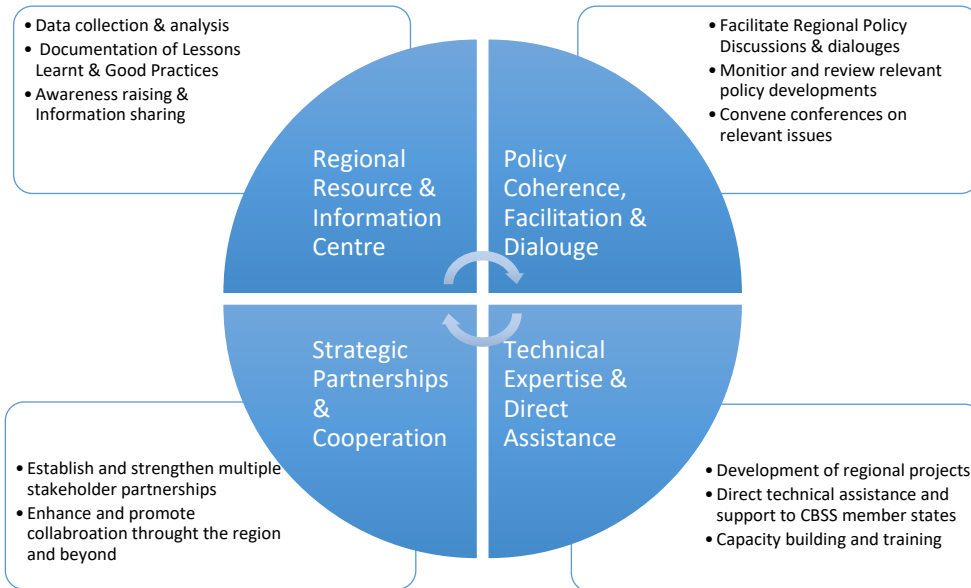 • Data collection & analysis
• Documentation of Lessons
Learnt & Good Practices
• Awareness raising &
Information sharing
• Facilitate Regional Policy
Discussions & dialouges
• Monitior and review relevant
policy developments
• Convene conferences on
relevant issues
Regional
Resource &
Information
Centre
Policy
Coherence,
Facilitation &
Dialouge
Strategic
Partnerships
&
Cooperation
Technical
Expertise &
Direct
Assistance
• Establish and strengthen multiple
stakeholder partnerships
• Enhance and promote
collabroation throught the region
and beyond
• Development of regional projects
• Direct technical assistance and
support to CBSS member states
• Capacity building and training